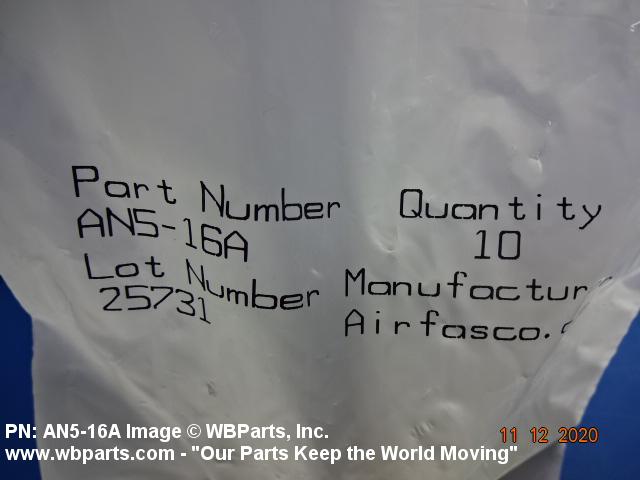 Part Number
AN5-16A
Quantity
10
Lot Number
25731
Manufactur
Airfasco.
PN: AN5-16A Image © WBParts, Inc.
www.wbparts.com - "Our Parts Keep the World Moving"
11 12 2020